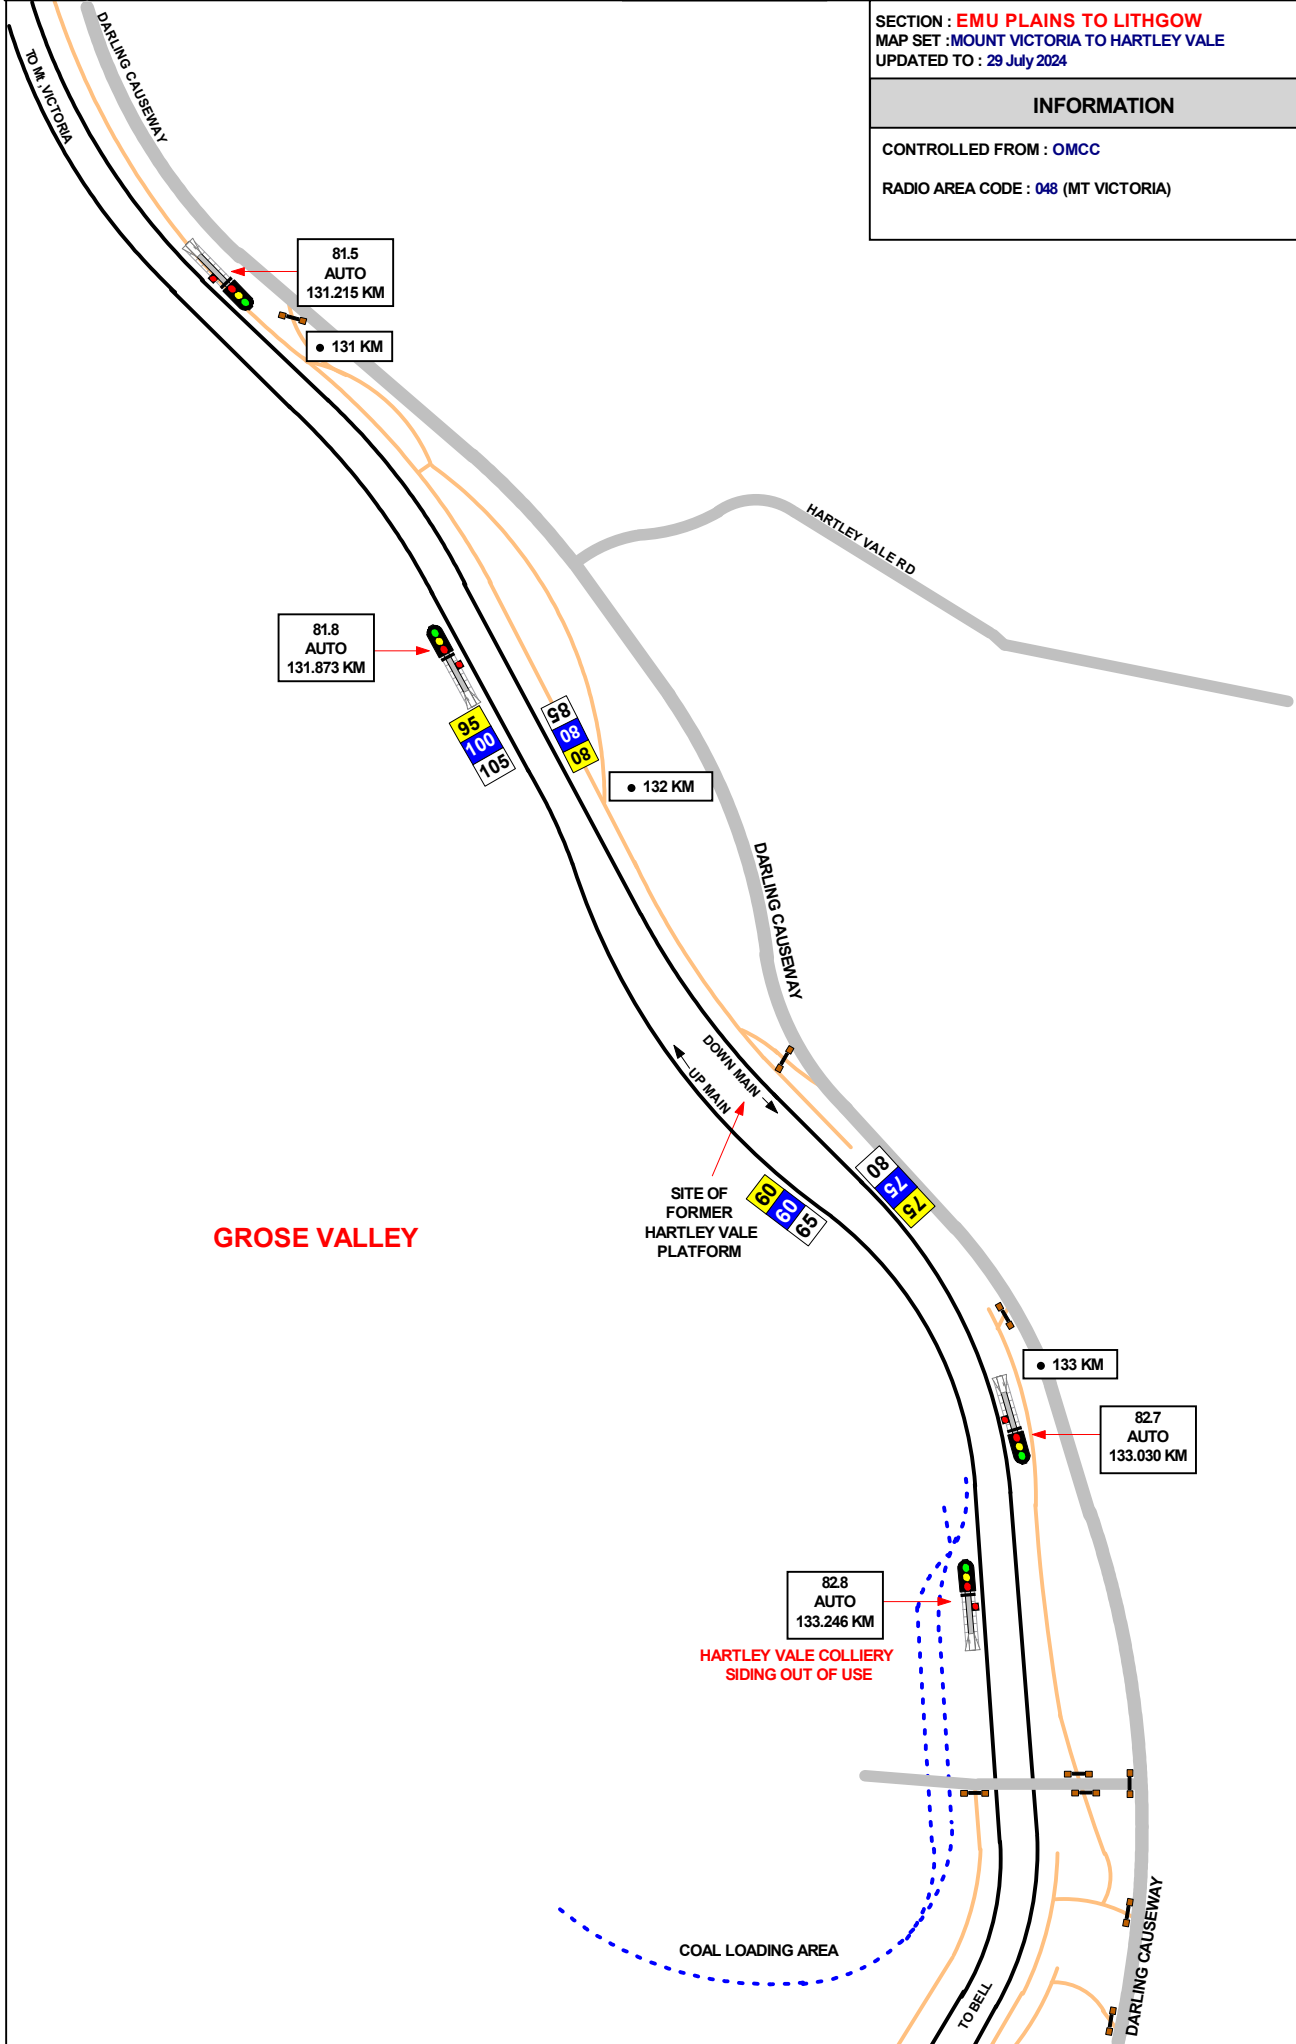 SECTION : EMU PLAINS TO LITHGOW
MAP SET :MOUNT VICTORIA TO HARTLEY VALE
UPDATED TO : 29 July 2024
INFORMATION
CONTROLLED FROM : OMCC
RADIO AREA CODE : 048 (MT VICTORIA)
TO Mt , VICTORIA
DARLING CAUSEWAY
81.5
AUTO
131.215 KM
131 KM
HARTLEY VALE RD
81.8
AUTO
131.873 KM
95
100
105
85
80
80
132 KM
DARLING CAUSEWAY
DOWN MAIN
UP MAIN
SITE OF
FORMER
HARTLEY VALE
PLATFORM
60
60
65
80
75
75
GROSE VALLEY
133 KM
82.7
AUTO
133.030 KM
82.8
AUTO
133.246 KM
HARTLEY VALE COLLIERY
SIDING OUT OF USE
COAL LOADING AREA
TO BELL
DARLING CAUSEWAY